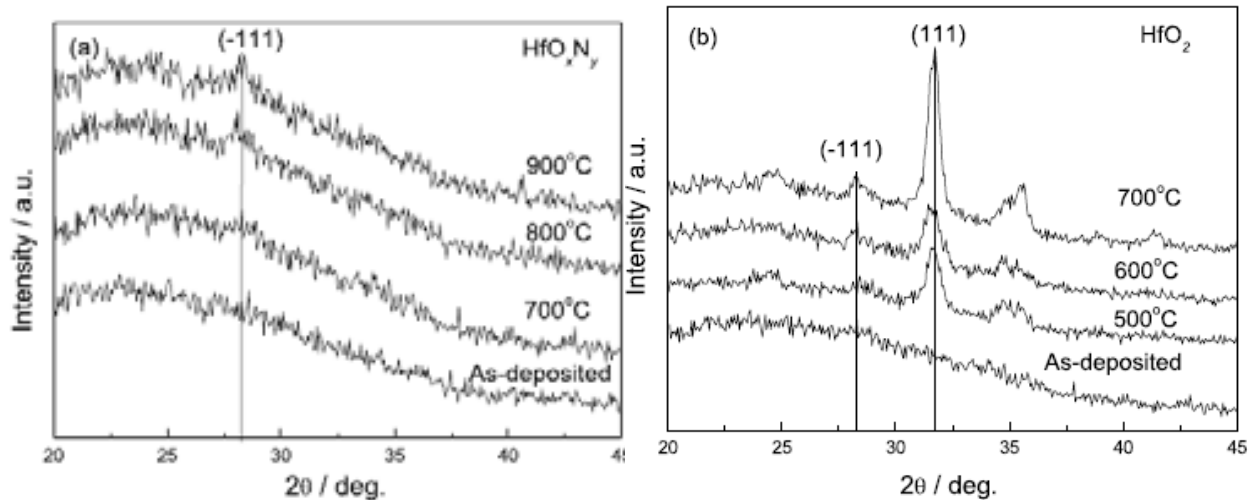 (a)
(-111)
HfOxNy
900°C
800°C
700°C
As-deposited
Intensity / a.u.
20 25 30 35 40 45
2θ / deg.
(b)
(111)
HfO2
(-111)
700°C
600°C
500°C
As-deposited
Intensity / a.u.
20 25 30 35 40 45
2θ / deg.